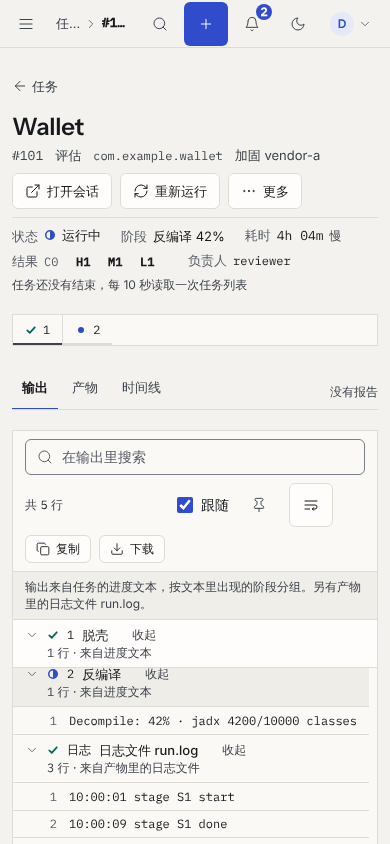 任… #1… 2 D
任务
Wallet
#101 评估 com.example.wallet 加固 vendor-a
打开会话 重新运行 更多
状态 运行中 阶段 反编译 42% 耗时 4h 04m 慢
结果 C0 H1 M1 L1 负责人 reviewer
任务还没有结束，每 10 秒读取一次任务列表
1 2
输出 产物 时间线 没有报告
在输出里搜索
共 5 行 跟随
复制 下载
输出来自任务的进度文本，按文本里出现的阶段分组。另有产物
里的日志文件 run.log。
1 脱壳 收起
1 行 · 来自进度文本
2 反编译 收起
1 行 · 来自进度文本
1 Decompile: 42% · jadx 4200/10000 classes
日志 日志文件 run.log 收起
3 行 · 来自产物里的日志文件
1 10:00:01 stage S1 start
2 10:00:09 stage S1 done